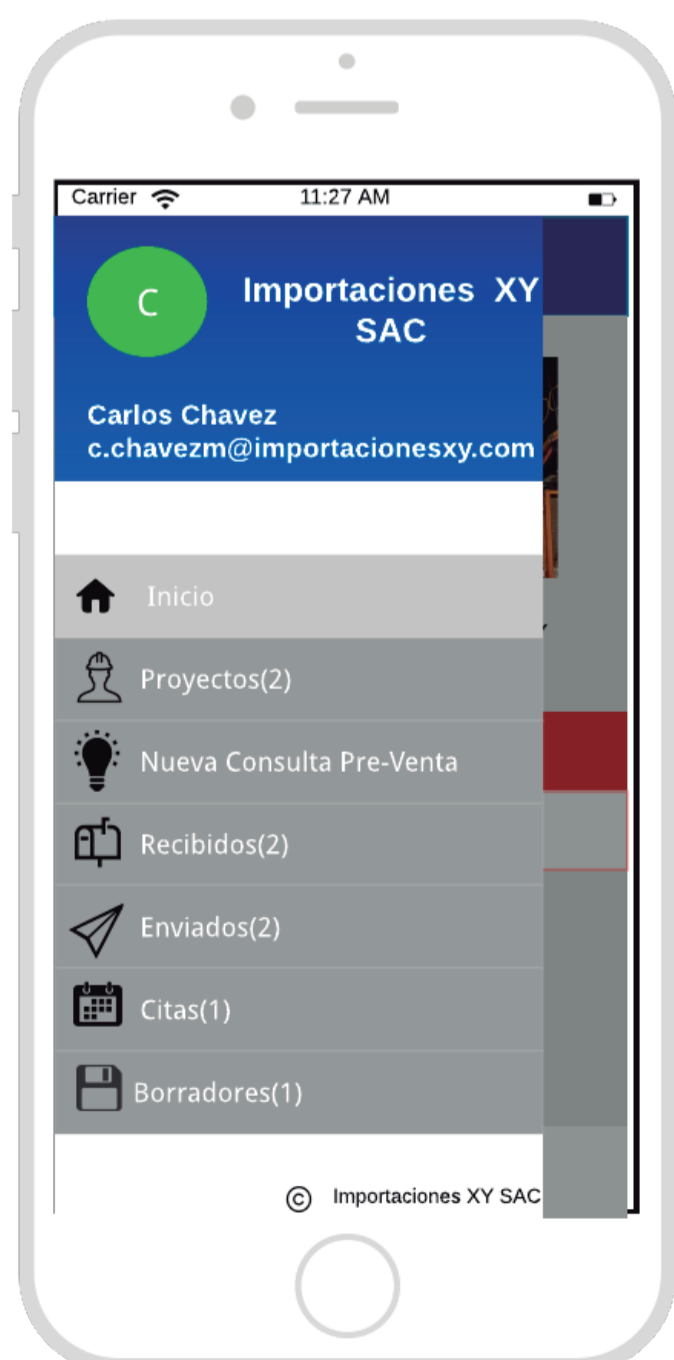 Carrier 11:27 AM
C
Importaciones XY
SAC
Carlos Chavez
c.chavezm@importacionesxy.com
Inicio
Proyectos(2)
Nueva Consulta Pre-Venta
Recibidos(2)
Enviados(2)
Citas(1)
Borradores(1)
© Importaciones XY SAC